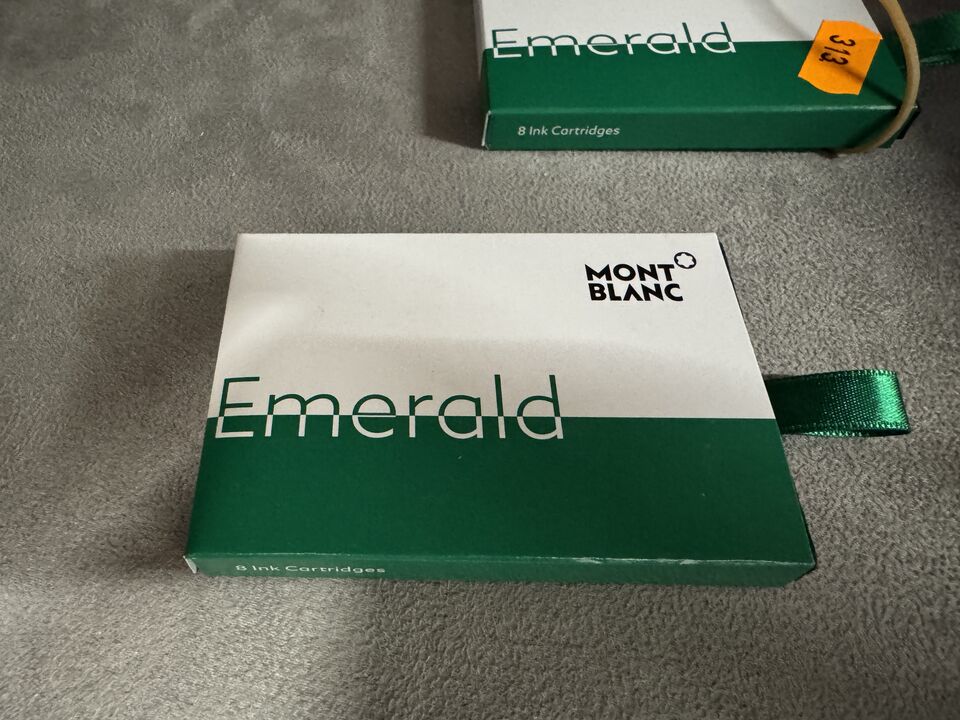 Emerald
313
8 Ink Cartridges
MONT
BLANC
Emerald
8 Ink Cartridges